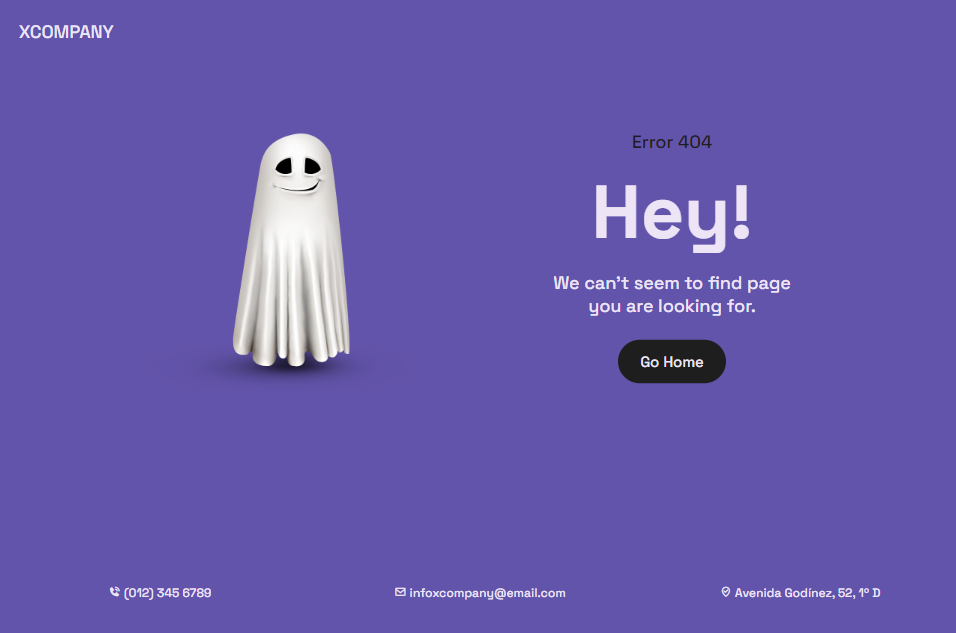 XCOMPANY
Error 404
Hey!
We can't seem to find page
you are looking for.
Go Home
(012) 345 6789
infoxcompany@email.com
Avenida Godínez, 52, 1º D